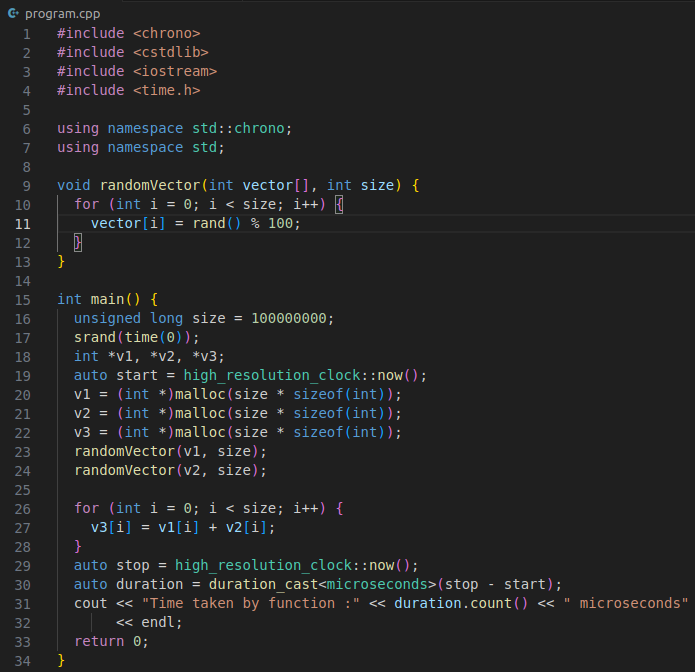 program.cpp
1 #include <chrono>
2 #include <cstdlib>
3 #include <iostream>
4 #include <time.h>
5
6 using namespace std::chrono;
7 using namespace std;
8
9 void randomVector(int vector[], int size) {
10   for (int i = 0; i < size; i++) {
11     vector[i] = rand() % 100;
12   }
13 }
14
15 int main() {
16   unsigned long size = 100000000;
17   srand(time(0));
18   int *v1, *v2, *v3;
19   auto start = high_resolution_clock::now();
20   v1 = (int *)malloc(size * sizeof(int));
21   v2 = (int *)malloc(size * sizeof(int));
22   v3 = (int *)malloc(size * sizeof(int));
23   randomVector(v1, size);
24   randomVector(v2, size);
25
26   for (int i = 0; i < size; i++) {
27     v3[i] = v1[i] + v2[i];
28   }
29   auto stop = high_resolution_clock::now();
30   auto duration = duration_cast<microseconds>(stop - start);
31   cout << "Time taken by function :" << duration.count() << " microseconds"
32        << endl;
33   return 0;
34 }